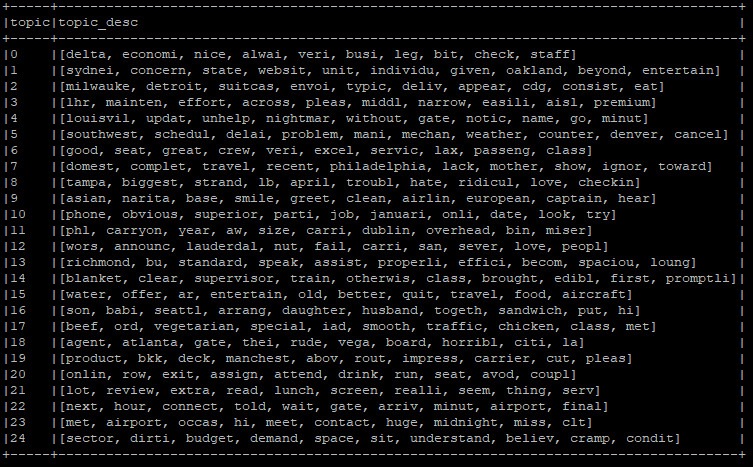 +-----+----------------------------------------------------------------------------------+
|topic|topic_desc |
+-----+----------------------------------------------------------------------------------+
|0 |[delta, economi, nice, alwai, veri, busi, leg, bit, check, staff] |
|1 |[sydnei, concern, state, websit, unit, individu, given, oakland, beyond, entertain] |
|2 |[milwauke, detroit, suitcas, envoi, typic, deliv, appear, cdg, consist, eat] |
|3 |[lhr, mainten, effort, across, pleas, middl, narrow, easili, aisl, premium] |
|4 |[louisvil, updat, unhelp, nightmar, without, gate, notic, name, go, minut] |
|5 |[southwest, schedul, delai, problem, mani, mechan, weather, counter, denver, cancel] |
|6 |[good, seat, great, crew, veri, excel, servic, lax, passeng, class] |
|7 |[domest, complet, travel, recent, philadelphia, lack, mother, show, ignor, toward] |
|8 |[tampa, biggest, strand, lb, april, troubl, hate, ridicul, love, checkin] |
|9 |[asian, narita, base, smile, greet, clean, airlin, european, captain, hear] |
|10 |[phone, obvious, superior, parti, job, januari, onli, date, look, try] |
|11 |[phl, carryon, year, aw, size, carri, dublin, overhead, bin, miser] |
|12 |[wors, announc, lauderdal, nut, fail, carri, san, sever, love, peopl] |
|13 |[richmond, bu, standard, speak, assist, properli, effici, becom, spaciou, loung] |
|14 |[blanket, clear, supervisor, train, otherwis, class, brought, edibl, first, promptli]|
|15 |[water, offer, ar, entertain, old, better, quit, travel, food, aircraft] |
|16 |[son, babi, seattl, arrang, daughter, husband, togeth, sandwich, put, hi] |
|17 |[beef, ord, vegetarian, special, iad, smooth, traffic, chicken, class, met] |
|18 |[agent, atlanta, gate, thei, rude, vega, board, horribl, citi, la] |
|19 |[product, bkk, deck, manchest, abov, rout, impress, carrier, cut, pleas] |
|20 |[onlin, row, exit, assign, attend, drink, run, seat, avod, coupl] |
|21 |[lot, review, extra, read, lunch, screen, realli, seem, thing, serv] |
|22 |[next, hour, connect, told, wait, gate, arriv, minut, airport, final] |
|23 |[met, airport, occas, hi, meet, contact, huge, midnight, miss, clt] |
|24 |[sector, dirti, budget, demand, space, sit, understand, believ, cramp, condit] |
+-----+----------------------------------------------------------------------------------+